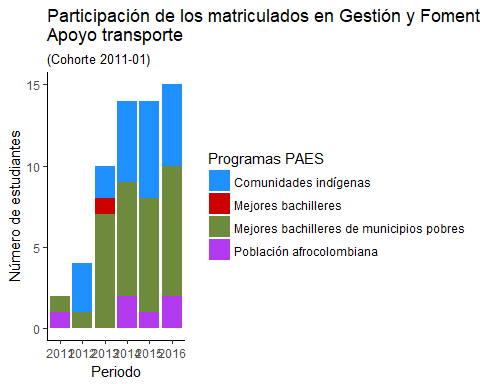 Participación de los matriculados en Gestión y Foment
Apoyo transporte
(Cohorte 2011-01)
Número de estudiantes
15
10
5
0
2011 2012 2013 2014 2015 2016
Periodo
Programas PAES
Comunidades indígenas
Mejores bachilleres
Mejores bachilleres de municipios pobres
Población afrocolombiana